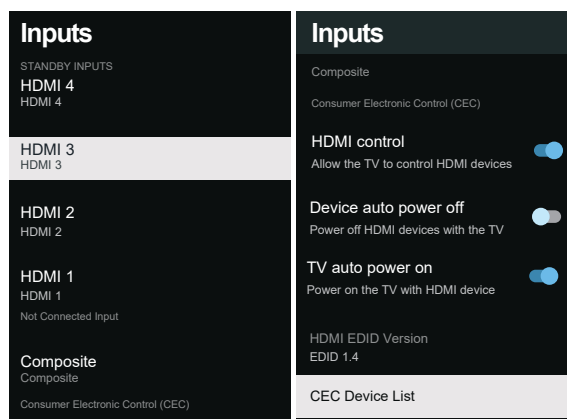 Inputs
STANDBY INPUTS
HDMI 4
HDMI 4
HDMI 3
HDMI 3
HDMI 2
HDMI 2
HDMI 1
HDMI 1
Not Connected Input
Composite
Composite
Consumer Electronic Control (CEC)
Inputs
Composite
Consumer Electronic Control (CEC)
HDMI control
Allow the TV to control HDMI devices
Device auto power off
Power off HDMI devices with the TV
TV auto power on
Power on the TV with HDMI device
HDMI EDID Version
EDID 1.4
CEC Device List